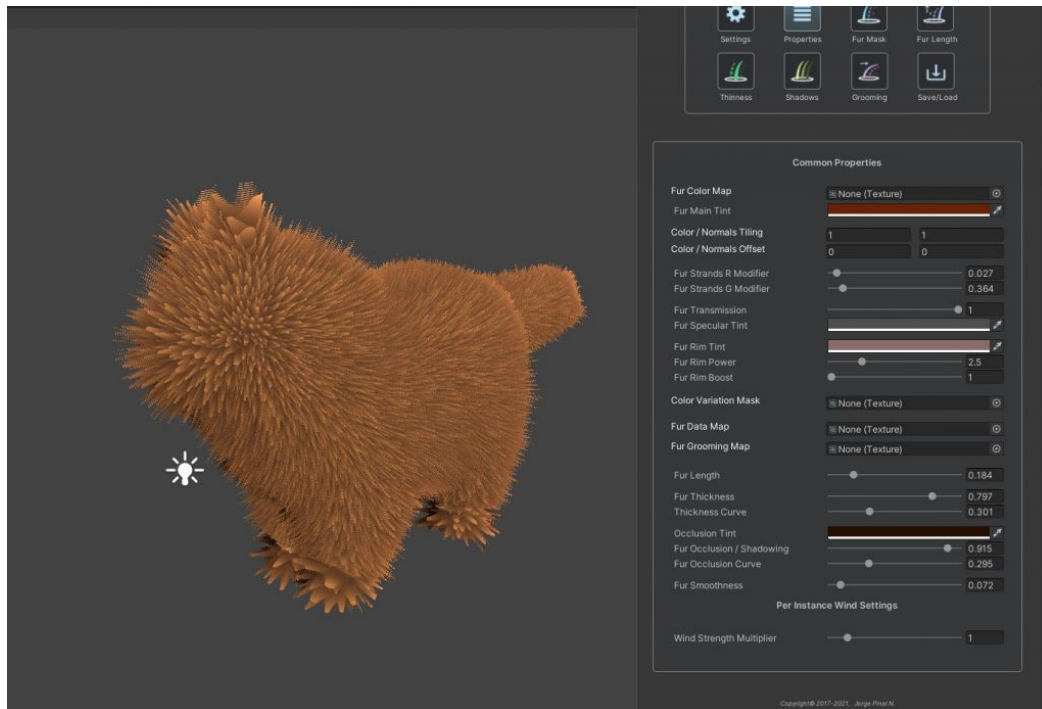 Settings Properties Fur Mask Fur Length
Thinness Shadows Grooming Save/Load
Common Properties
Fur Color Map None (Texture)
Fur Main Tint
Color / Normals Tiling 1 1
Color / Normals Offset 0 0
Fur Strands R Modifier 0.027
Fur Strands G Modifier 0.364
Fur Transmission 1
Fur Specular Tint
Fur Rim Tint
Fur Rim Power 2.5
Fur Rim Boost 1
Color Variation Mask None (Texture)
Fur Data Map None (Texture)
Fur Grooming Map None (Texture)
Fur Length 0.184
Fur Thickness 0.797
Thickness Curve 0.301
Occlusion Tint
Fur Occlusion / Shadowing 0.915
Fur Occlusion Curve 0.295
Fur Smoothness 0.072
Per Instance Wind Settings
Wind Strength Multiplier 1
Copyright© 2017-2021, Jorge Pinal N.